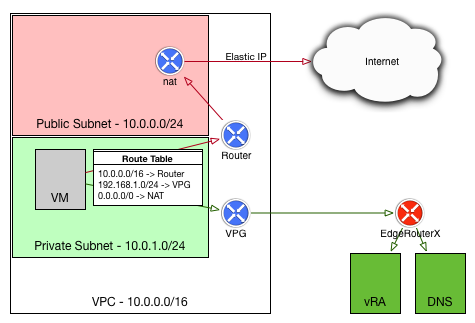 Elastic IP
Internet
nat
Public Subnet - 10.0.0.0/24
Router
Route Table
10.0.0.0/16 -> Router
192.168.1.0/24 -> VPG
0.0.0.0/0 -> NAT
VM
VPG
EdgeRouterX
Private Subnet - 10.0.1.0/24
vRA
DNS
VPC - 10.0.0.0/16